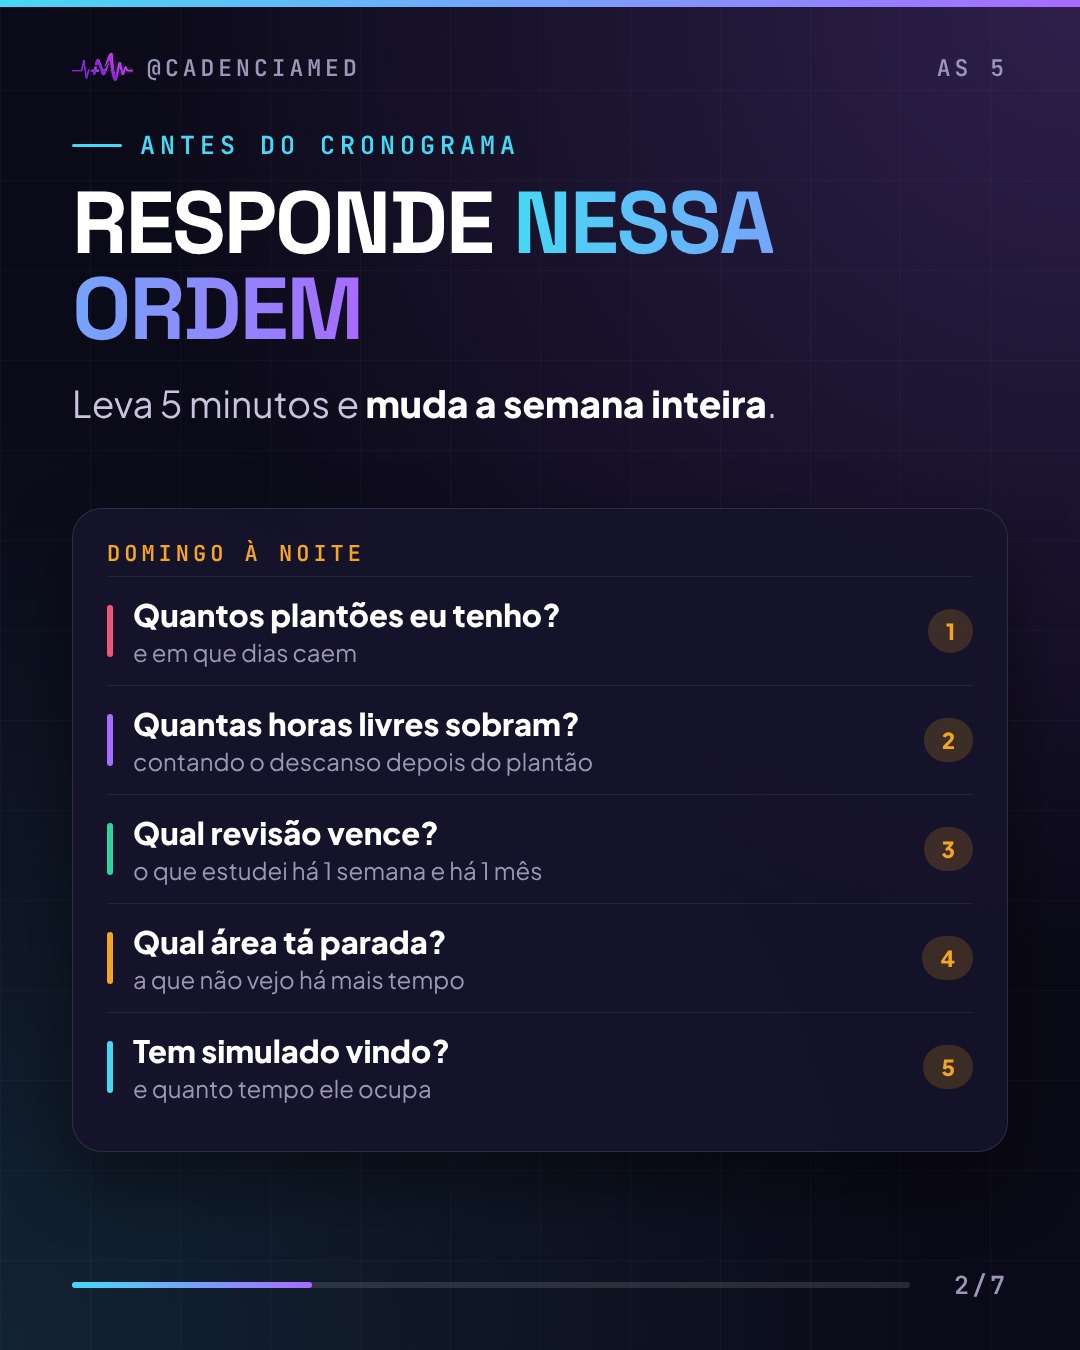 @CADENCIAMED
AS 5
ANTES DO CRONOGRAMA
RESPONDE NESSA
ORDEM
Leva 5 minutos e muda a semana inteira.
DOMINGO À NOITE
Quantos plantões eu tenho?
e em que dias caem
1
Quantas horas livres sobram?
contando o descanso depois do plantão
2
Qual revisão vence?
o que estudei há 1 semana e há 1 mês
3
Qual área tá parada?
a que não vejo há mais tempo
4
Tem simulado vindo?
e quanto tempo ele ocupa
5
2/7